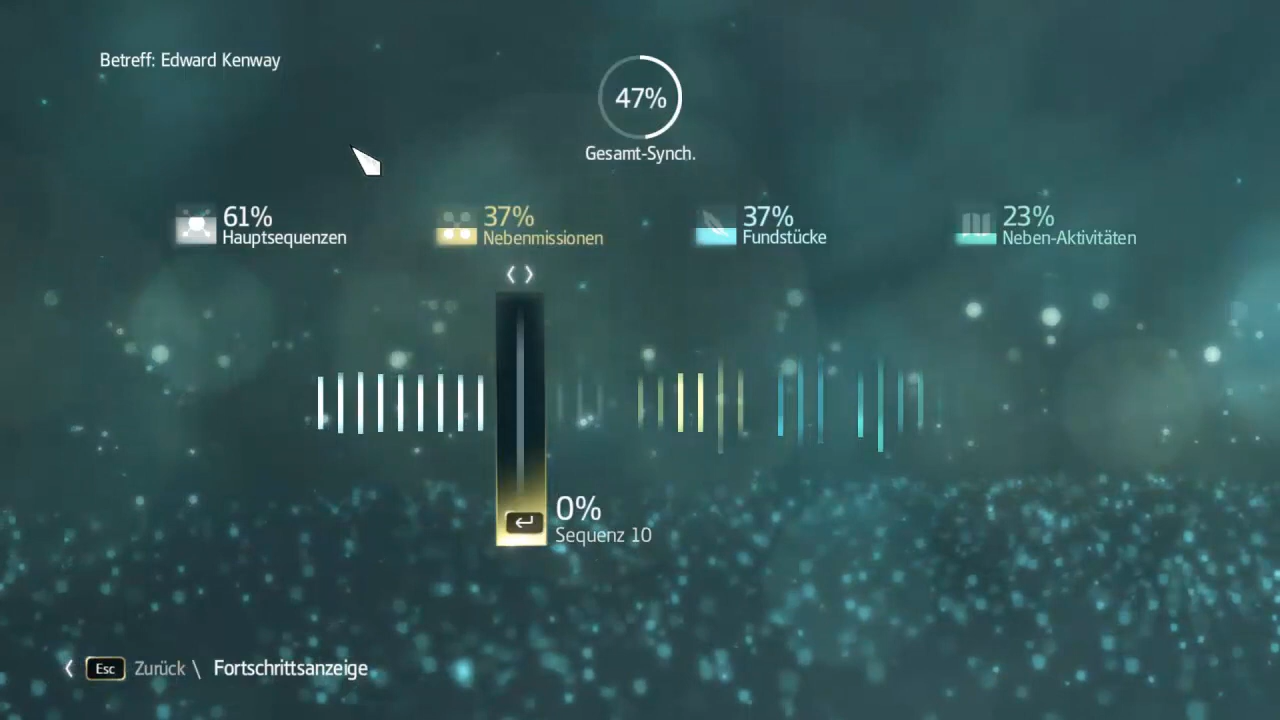 Betreff: Edward Kenway
47%
Gesamt-Synch.
61%
Hauptsequenzen
37%
Nebenmissionen
37%
Fundstücke
23%
Neben-Aktivitäten
0%
Sequenz 10
Esc Zurück \ Fortschrittsanzeige